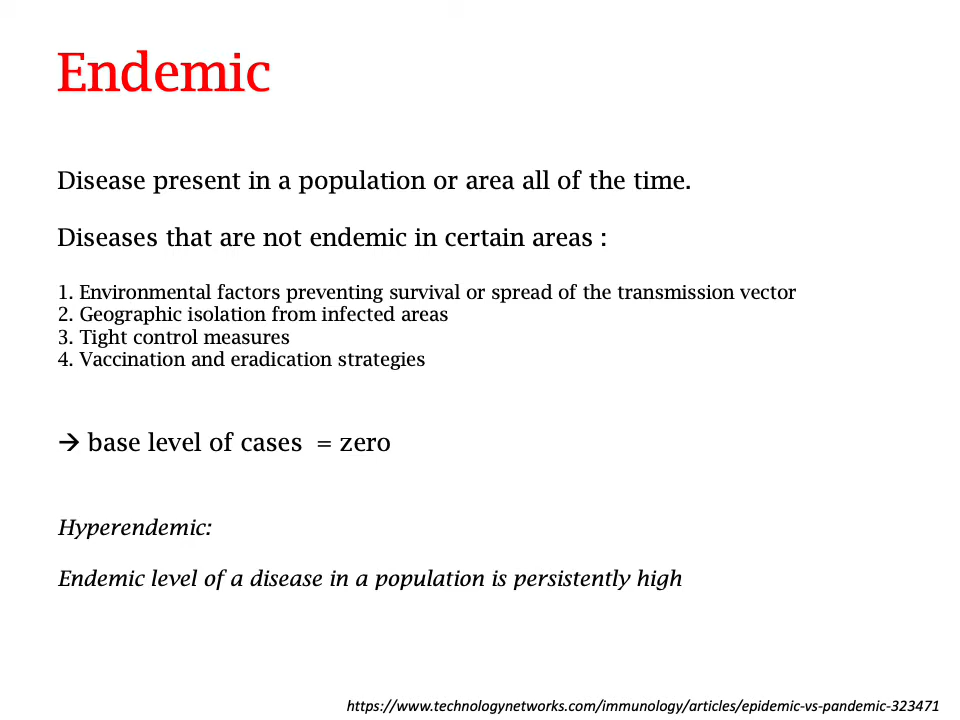 Endemic
Disease present in a population or area all of the time.
Diseases that are not endemic in certain areas :
1. Environmental factors preventing survival or spread of the transmission vector
2. Geographic isolation from infected areas
3. Tight control measures
4. Vaccination and eradication strategies
→ base level of cases = zero
Hyperendemic:
Endemic level of a disease in a population is persistently high
https://www.technologynetworks.com/immunology/articles/epidemic-vs-pandemic-323471